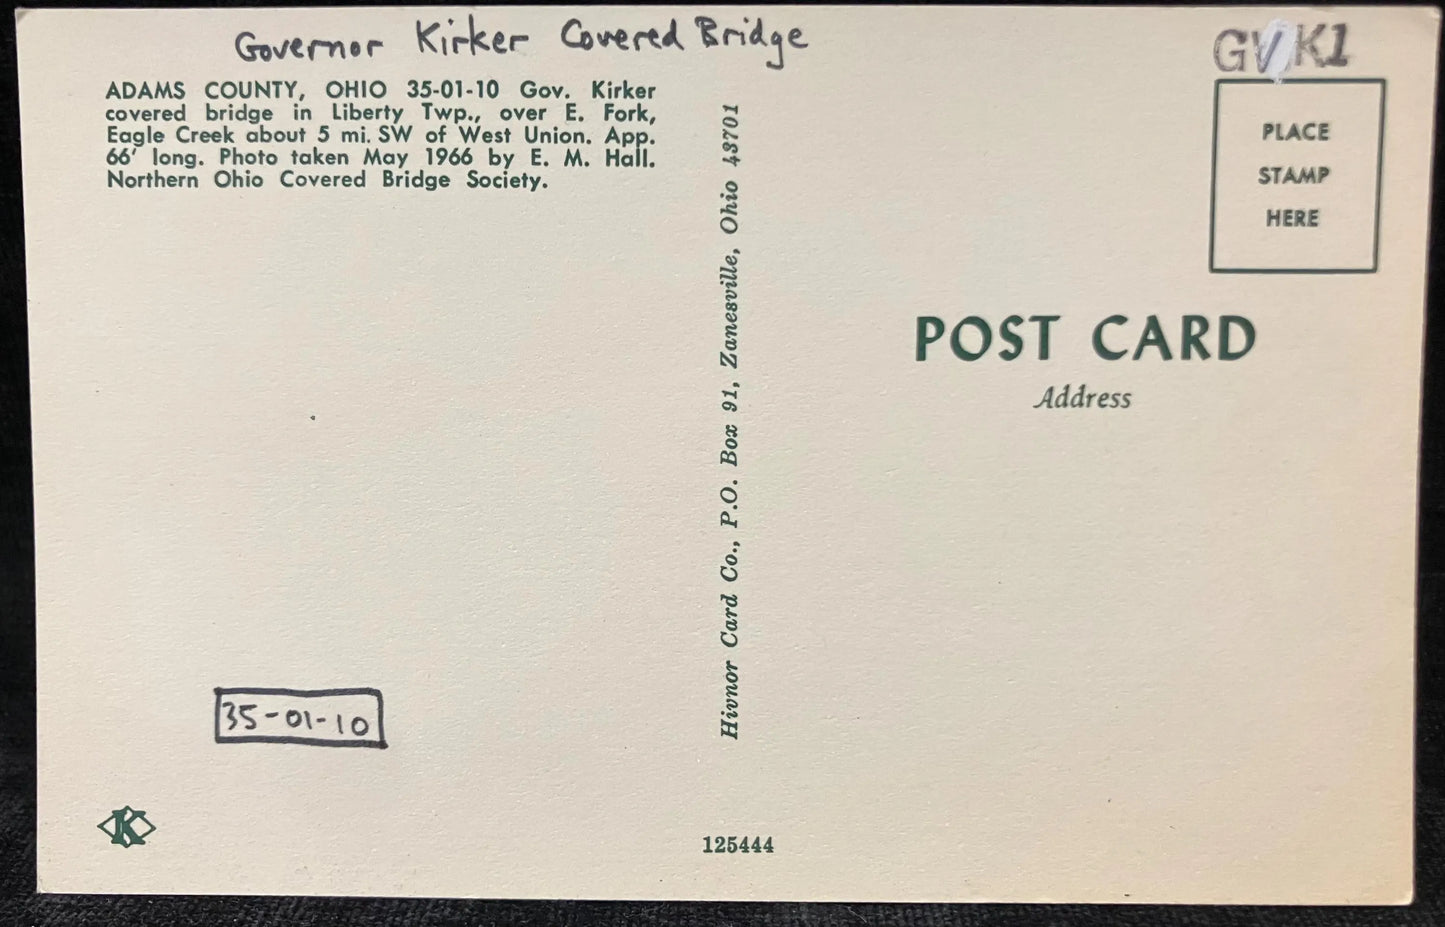 Governor Kirker Covered Bridge
ADAMS COUNTY, OHIO 35-01-10 Gov. Kirker
covered bridge in Liberty Twp., over E. Fork,
Eagle Creek about 5 mi. SW of West Union. App.
66' long. Photo taken May 1966 by E. M. Hall.
Northern Ohio Covered Bridge Society.
35-01-10
K
Hivnor Card Co., P.O. Box 91, Zanesville, Ohio 43701
125444
GV K1
PLACE
STAMP
HERE
POST CARD
Address